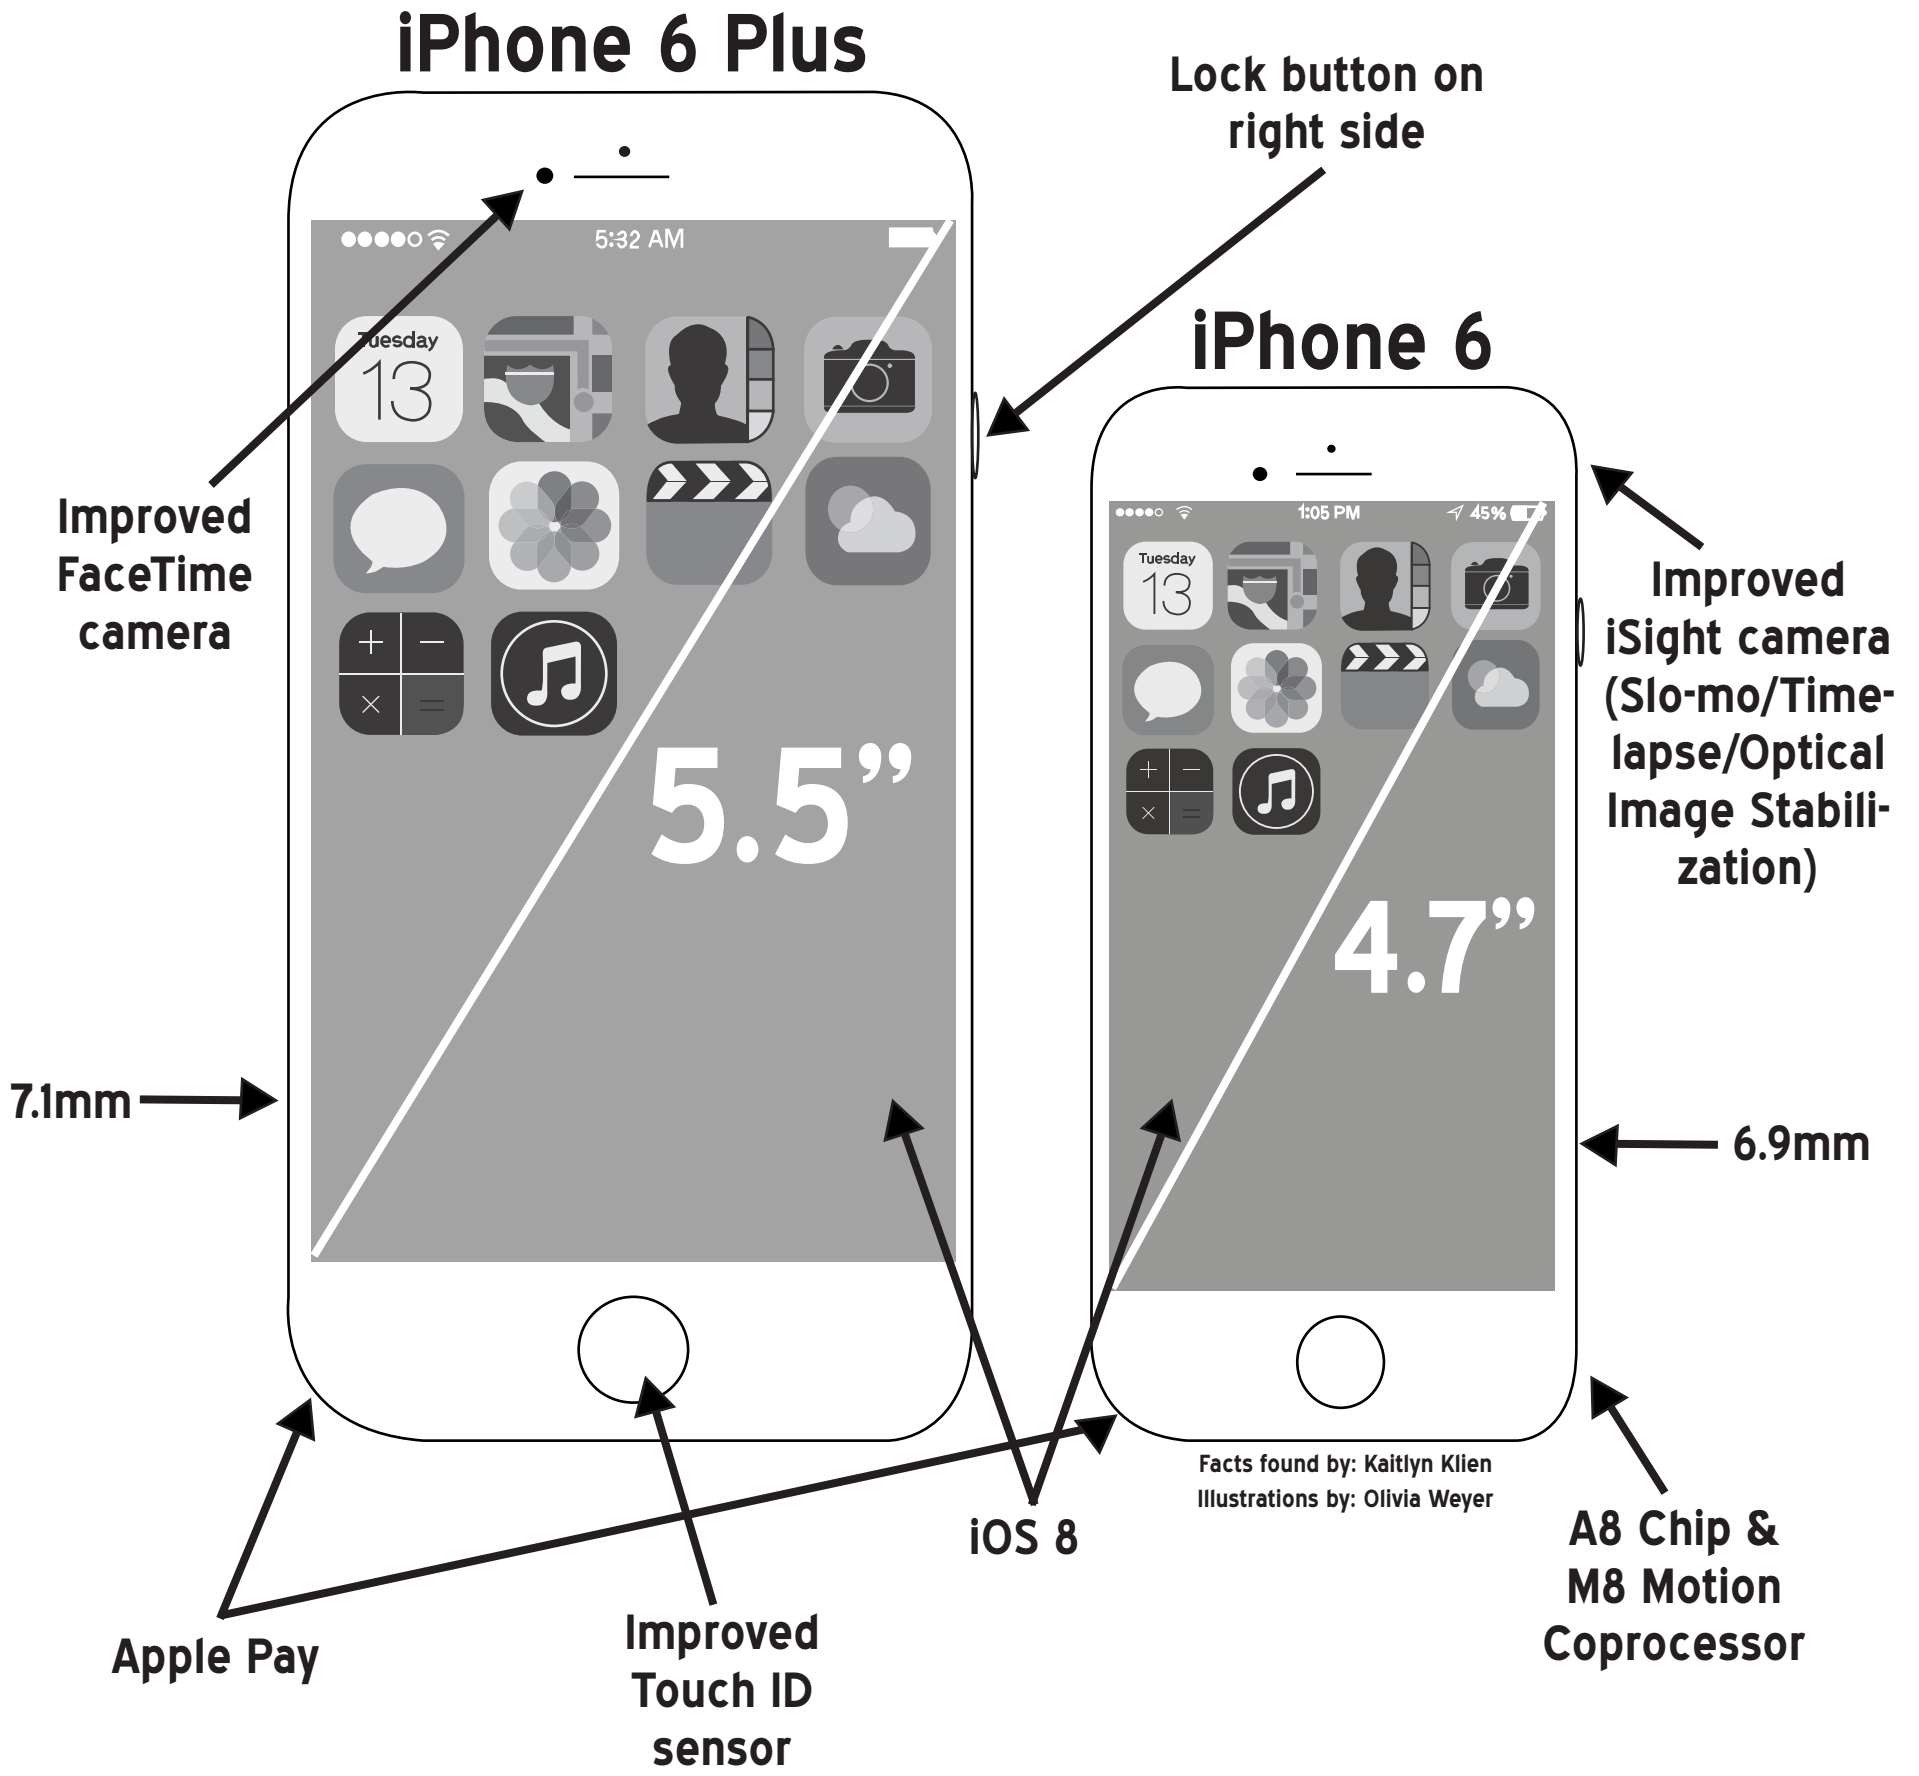 iPhone 6 Plus
Lock button on
right side
5:32 AM
Tuesday
13
iPhone 6
Improved
FaceTime
camera
1:05 PM
45%
Tuesday
13
Improved
iSight camera
(Slo-mo/Time-
lapse/Optical
Image Stabili-
zation)
5.5”
4.7”
7.1mm
6.9mm
Facts found by: Kaitlyn Klien
Illustrations by: Olivia Weyer
iOS 8
A8 Chip &
M8 Motion
Coprocessor
Apple Pay
Improved
Touch ID
sensor